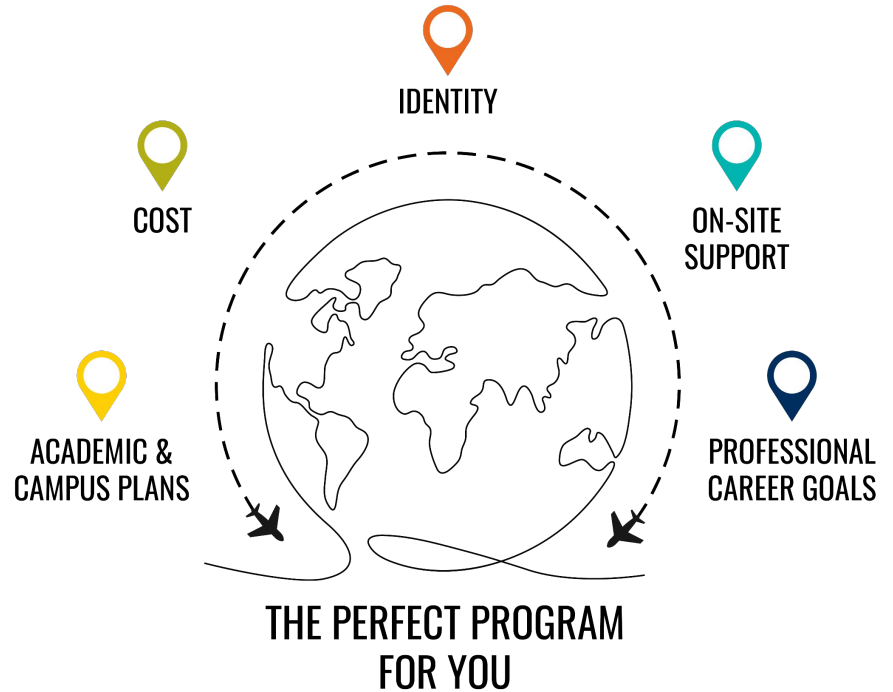 IDENTITY
COST
ON-SITE
SUPPORT
ACADEMIC &
CAMPUS PLANS
PROFESSIONAL
CAREER GOALS
THE PERFECT PROGRAM
FOR YOU